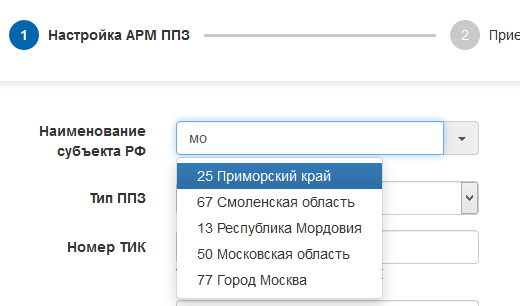 1 Настройка АРМ ППЗ 2 Прие
Наименование
субъекта РФ
мо
25 Приморский край
Тип ППЗ
67 Смоленская область
13 Республика Мордовия
Номер ТИК
50 Московская область
77 Город Москва